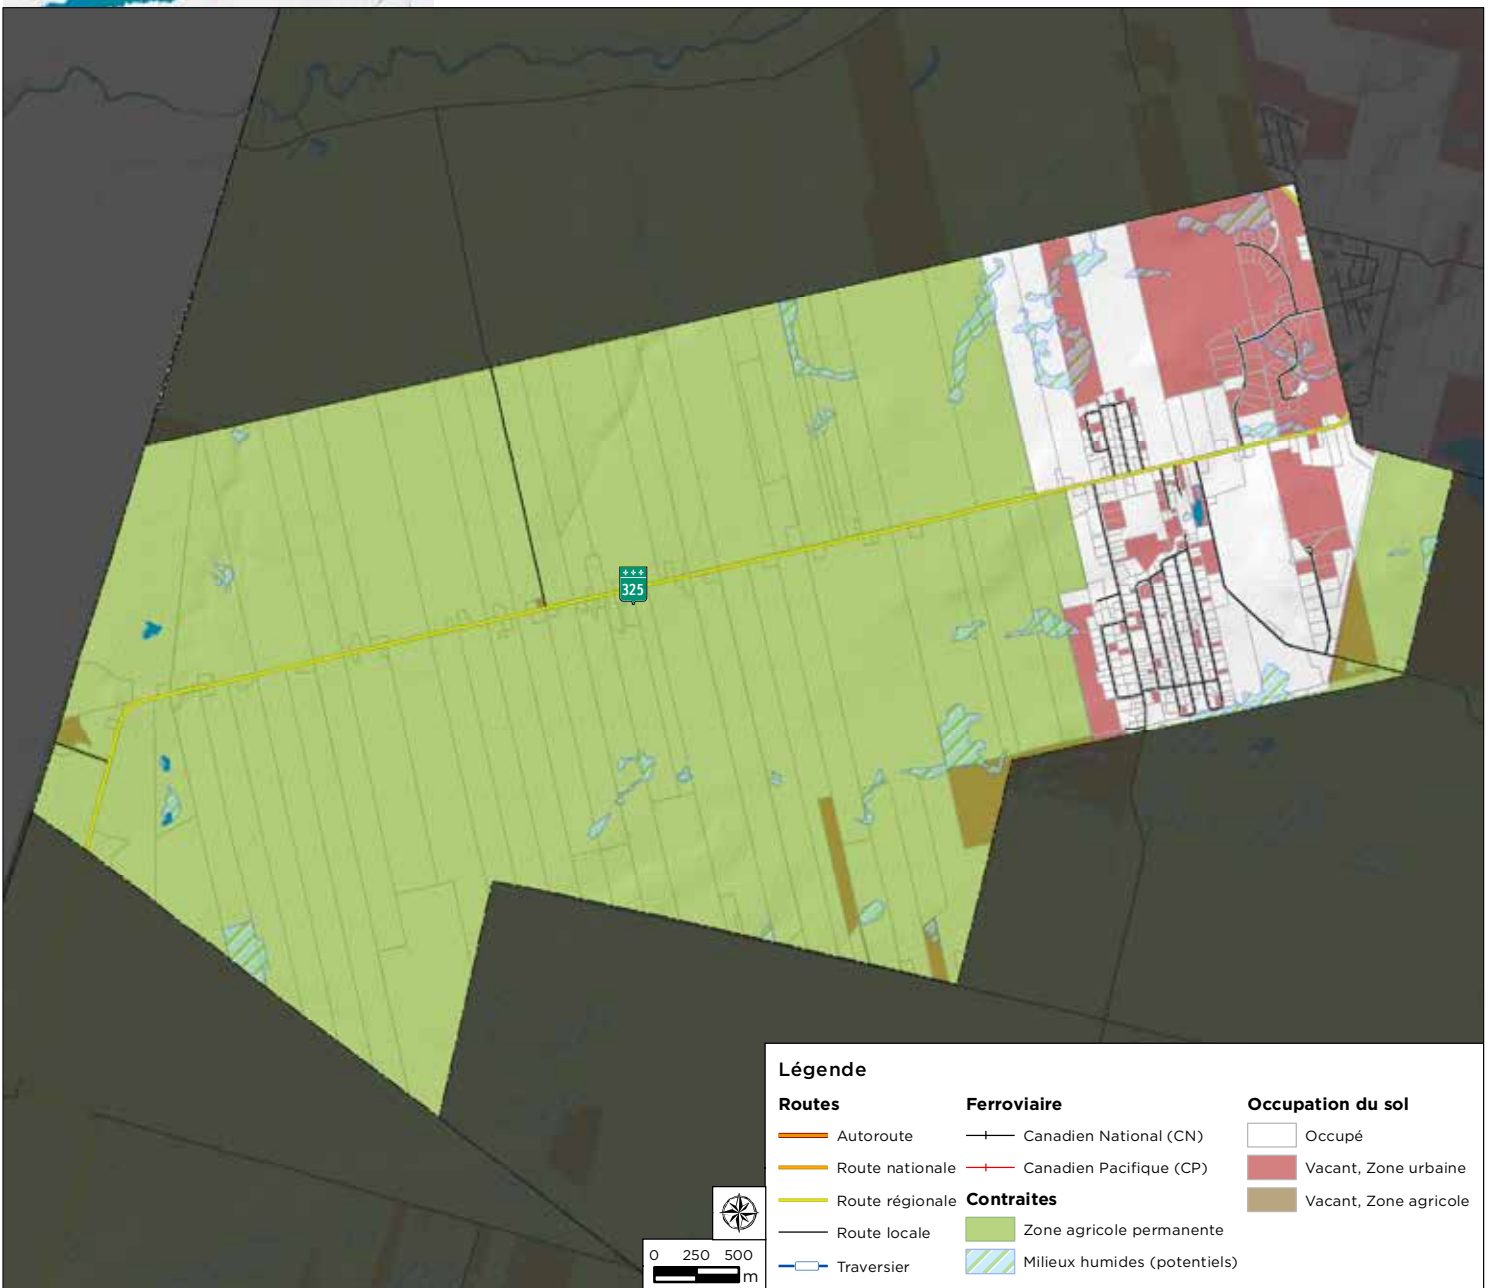 +++
325
Légende
Routes
Autoroute
Route nationale
Route régionale
Route locale
Traversier
Ferroviaire
Canadien National (CN)
Canadien Pacifique (CP)
Contraites
Zone agricole permanente
Milieux humides (potentiels)
Occupation du sol
Occupé
Vacant, Zone urbaine
Vacant, Zone agricole
0 250 500
m